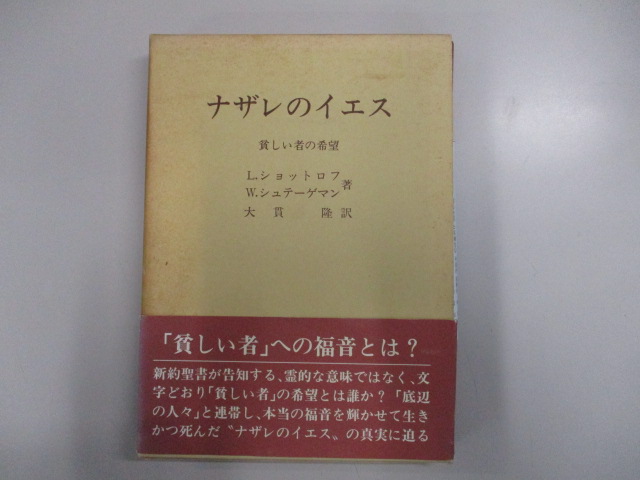 ナザレのイエス
貧しい者の希望
L.ショットロフ
W.シュテーゲマン 著
大貫 隆 訳
「貧しい者」への福音とは?
新約聖書が告知する、霊的な意味ではなく、文
字どおり「貧しい者」の希望とは誰か?「底辺
の人々」と連帯し、本当の福音を輝かせて生き
かつ死んだ〝ナザレのイエス〟の真実に迫る